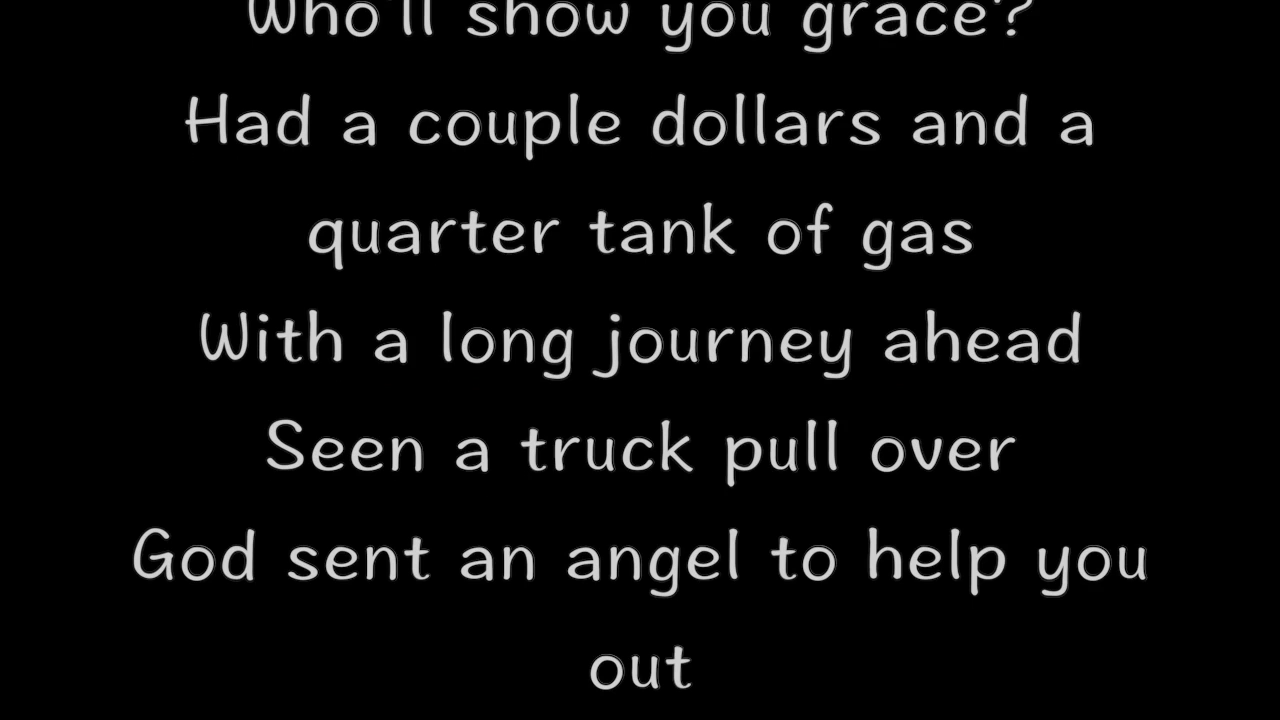 Who'll show you grace?
Had a couple dollars and a
quarter tank of gas
With a long journey ahead
Seen a truck pull over
God sent an angel to help you
out